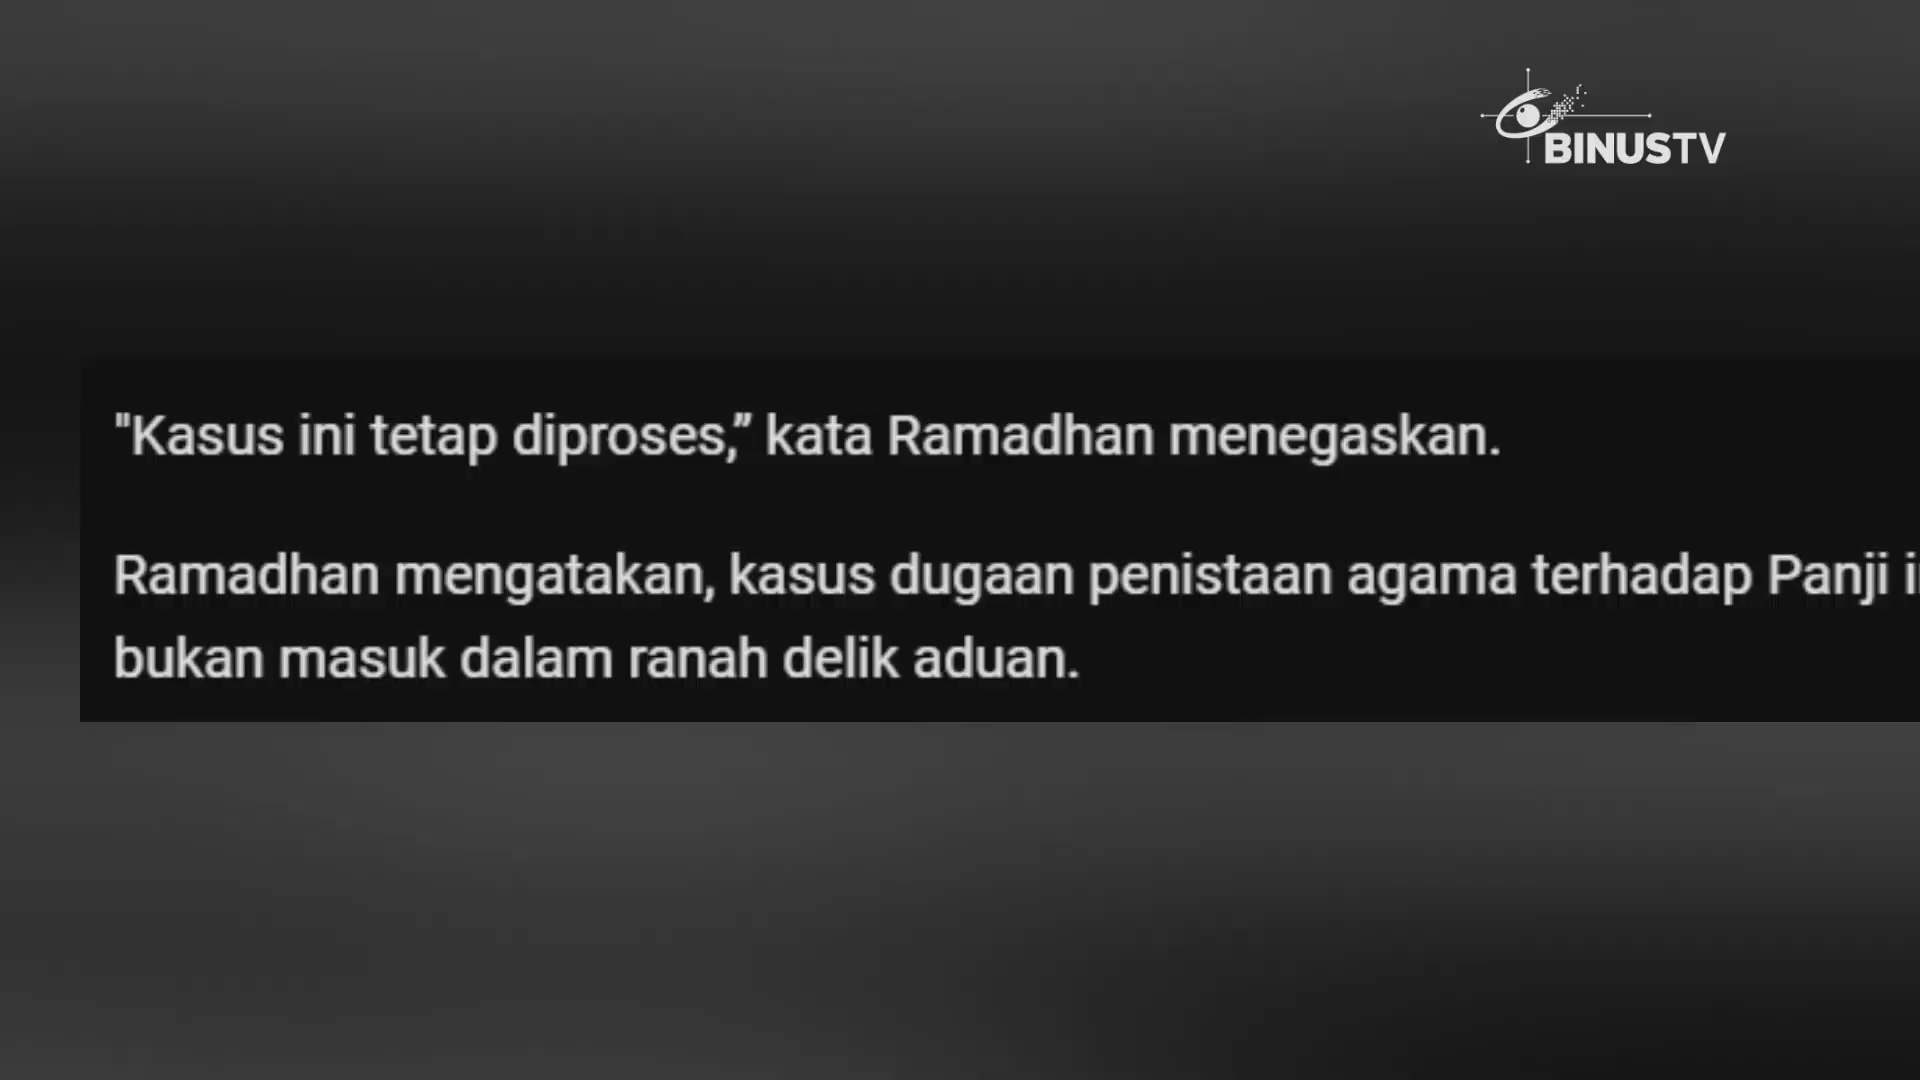 BINUSTV
"Kasus ini tetap diproses,” kata Ramadhan menegaskan.
Ramadhan mengatakan, kasus dugaan penistaan agama terhadap Panji
bukan masuk dalam ranah delik aduan.